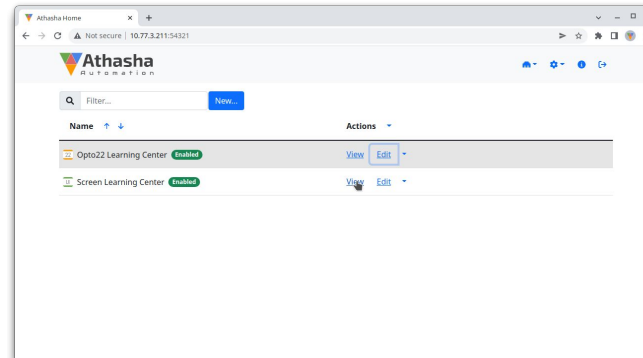 Athasha Home
Not secure | 10.77.3.211:54321
Athasha
Automation
Filter... New...
Name Actions
22 Opto22 Learning Center Enabled View Edit
Screen Learning Center Enabled View Edit